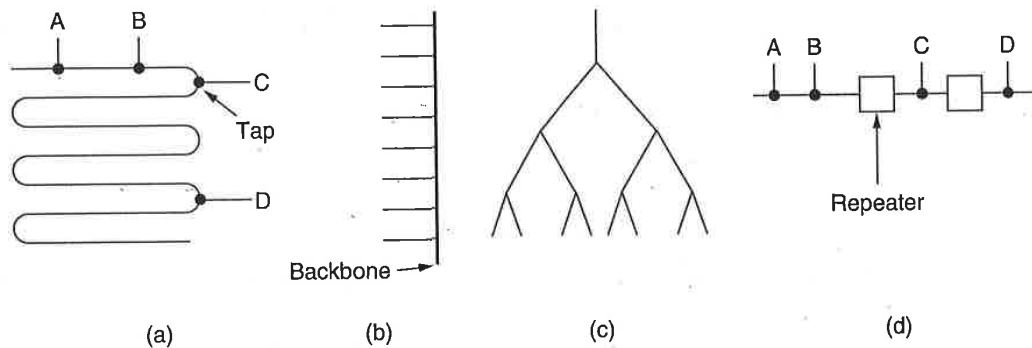 A B
C
Tap
D
Backbone
A B C D
Repeater
(a) (b) (c) (d)